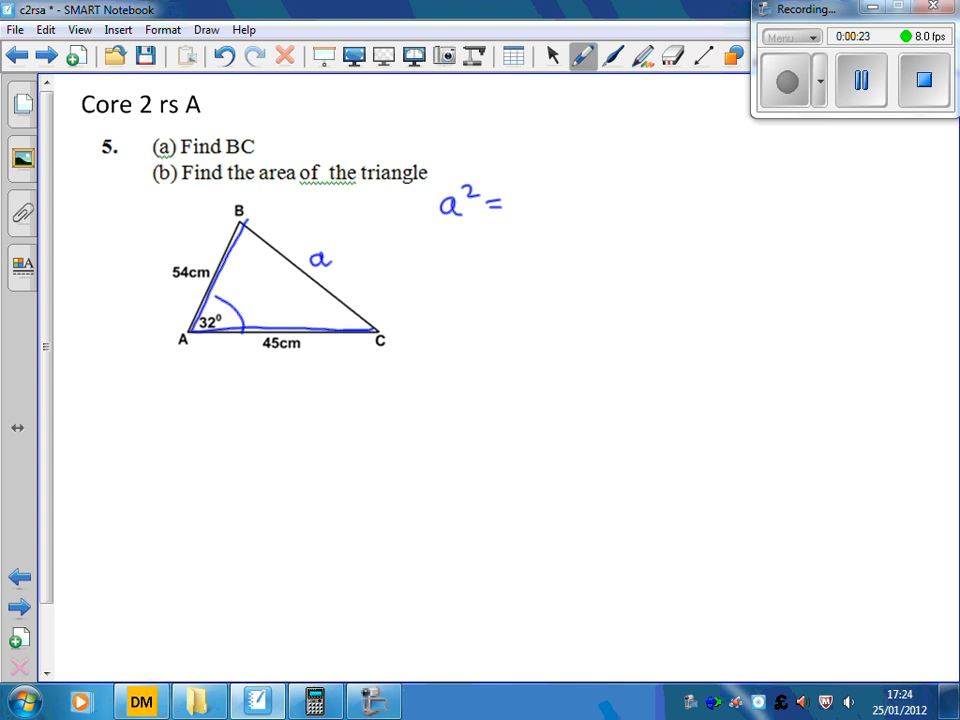 c2rsa * - SMART Notebook
Recording...
File Edit View Insert Format Draw Help
Menu
0:00:23
8.0 fps
Core 2 rs A
5. (a) Find BC
(b) Find the area of the triangle
a² =
B
a
54cm
32⁰
A
45cm
C
DM
17:24
25/01/2012